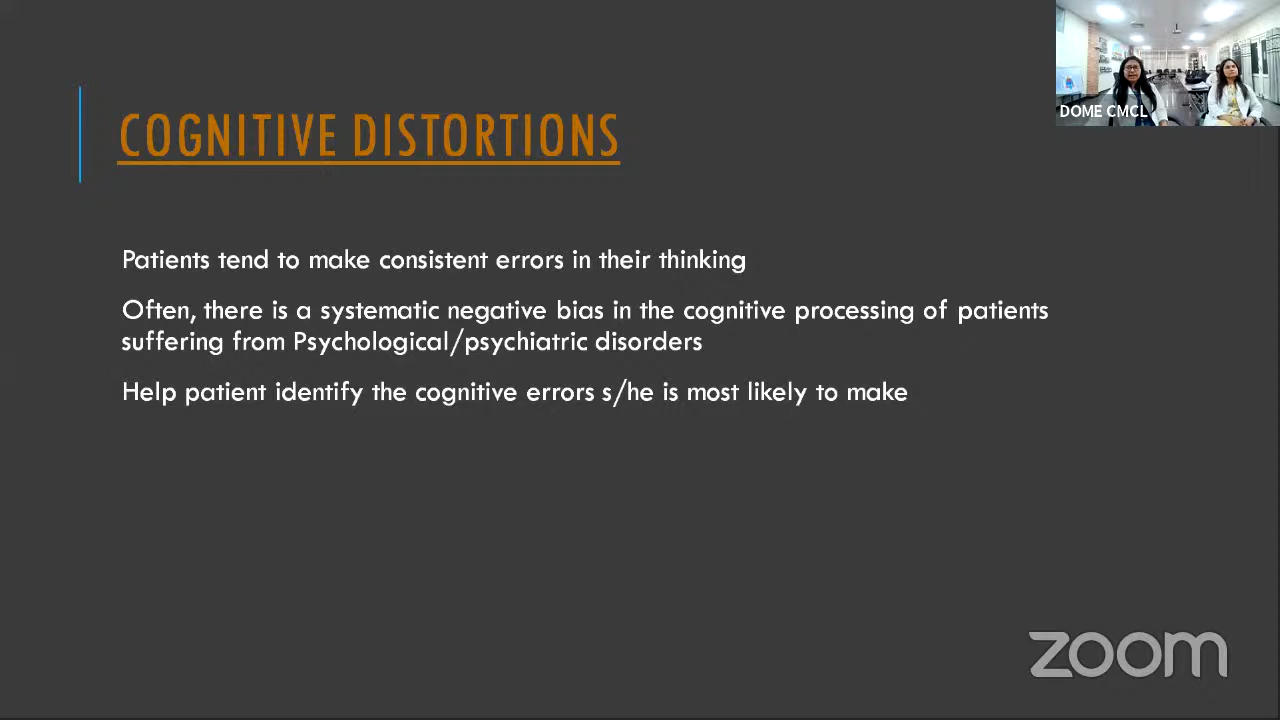 DOME CMCL
COGNITIVE DISTORTIONS
Patients tend to make consistent errors in their thinking
Often, there is a systematic negative bias in the cognitive processing of patients
suffering from Psychological/psychiatric disorders
Help patient identify the cognitive errors s/he is most likely to make
zoom